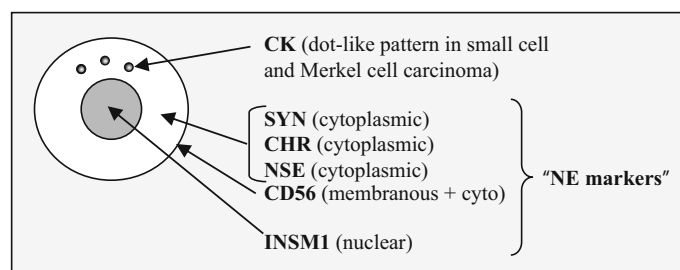 CK (dot-like pattern in small cell
and Merkel cell carcinoma)
SYN (cytoplasmic)
CHR (cytoplasmic)
NSE (cytoplasmic)
CD56 (membranous + cyto)
"NE markers"
INSM1 (nuclear)